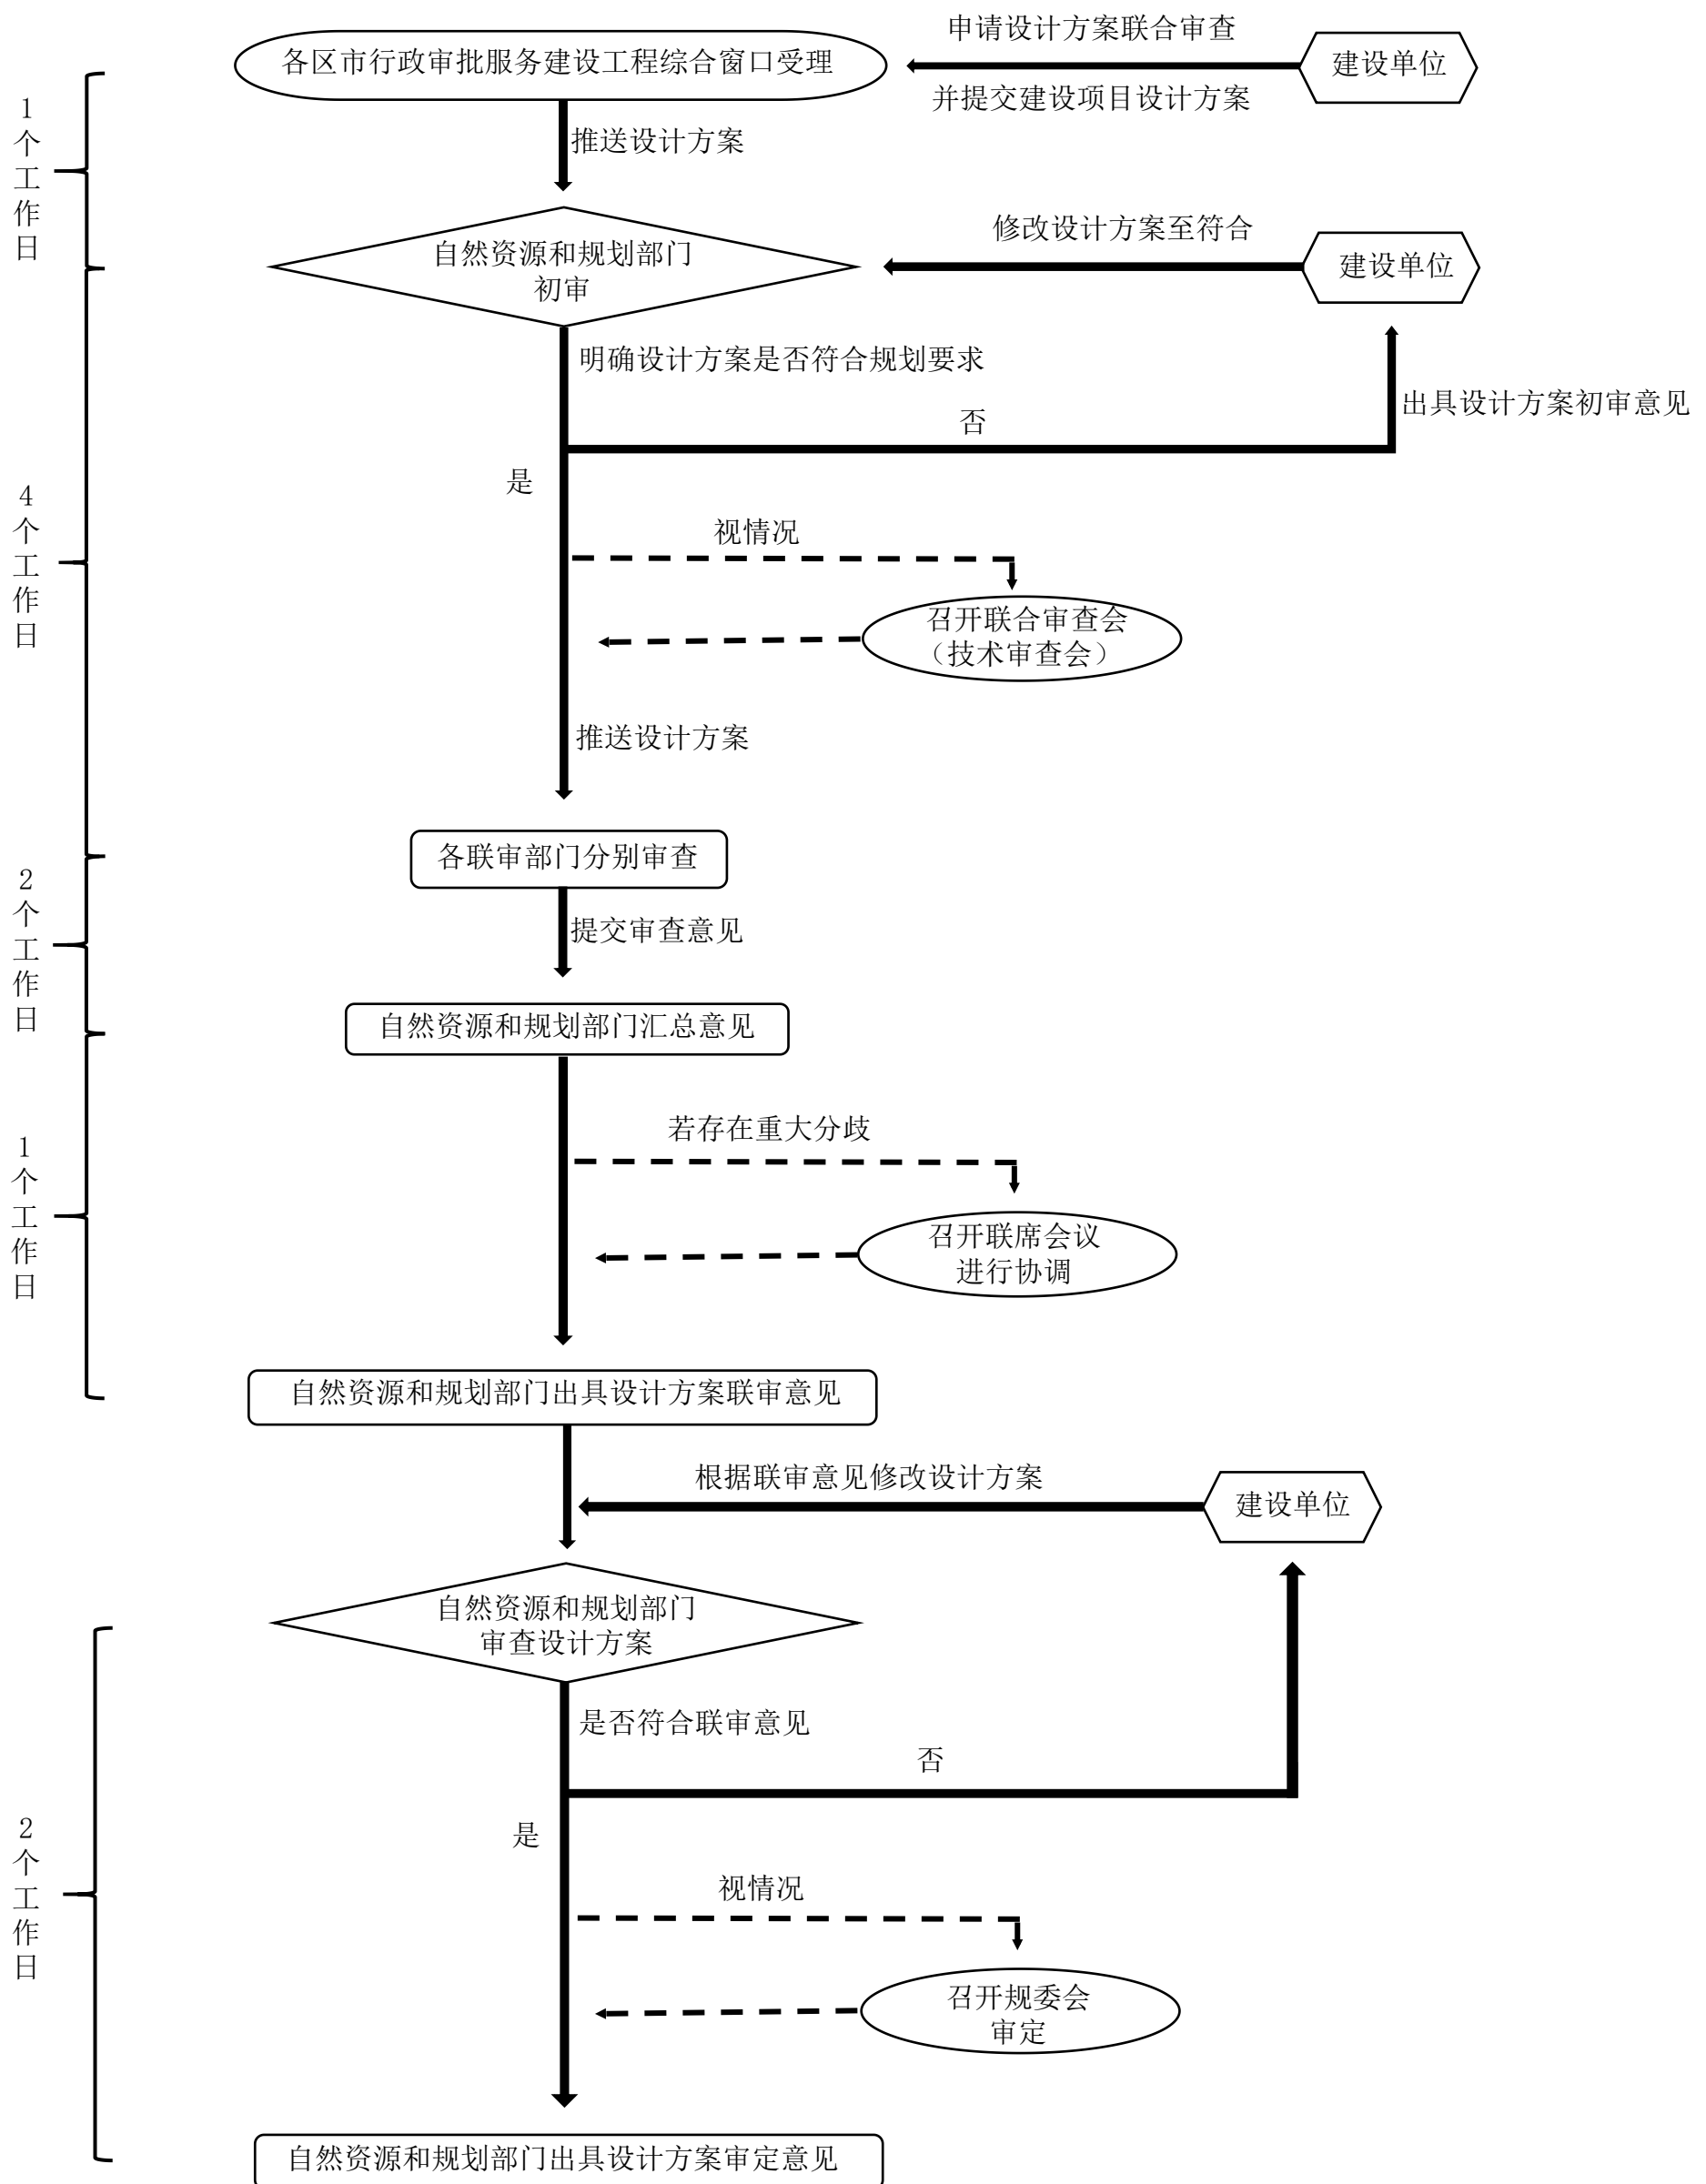 申请设计方案联合审查
各区市行政审批服务建设工程综合窗口受理
建设单位
并提交建设项目设计方案
1个工作日
推送设计方案
修改设计方案至符合
自然资源和规划部门
初审
建设单位
明确设计方案是否符合规划要求
出具设计方案初审意见
否
是
4个工作日
视情况
召开联合审查会
（技术审查会）
推送设计方案
各联审部门分别审查
2个工作日
提交审查意见
自然资源和规划部门汇总意见
若存在重大分歧
1个工作日
召开联席会议
进行协调
自然资源和规划部门出具设计方案联审意见
根据联审意见修改设计方案
建设单位
自然资源和规划部门
审查设计方案
是否符合联审意见
否
是
2个工作日
视情况
召开规委会
审定
自然资源和规划部门出具设计方案审定意见